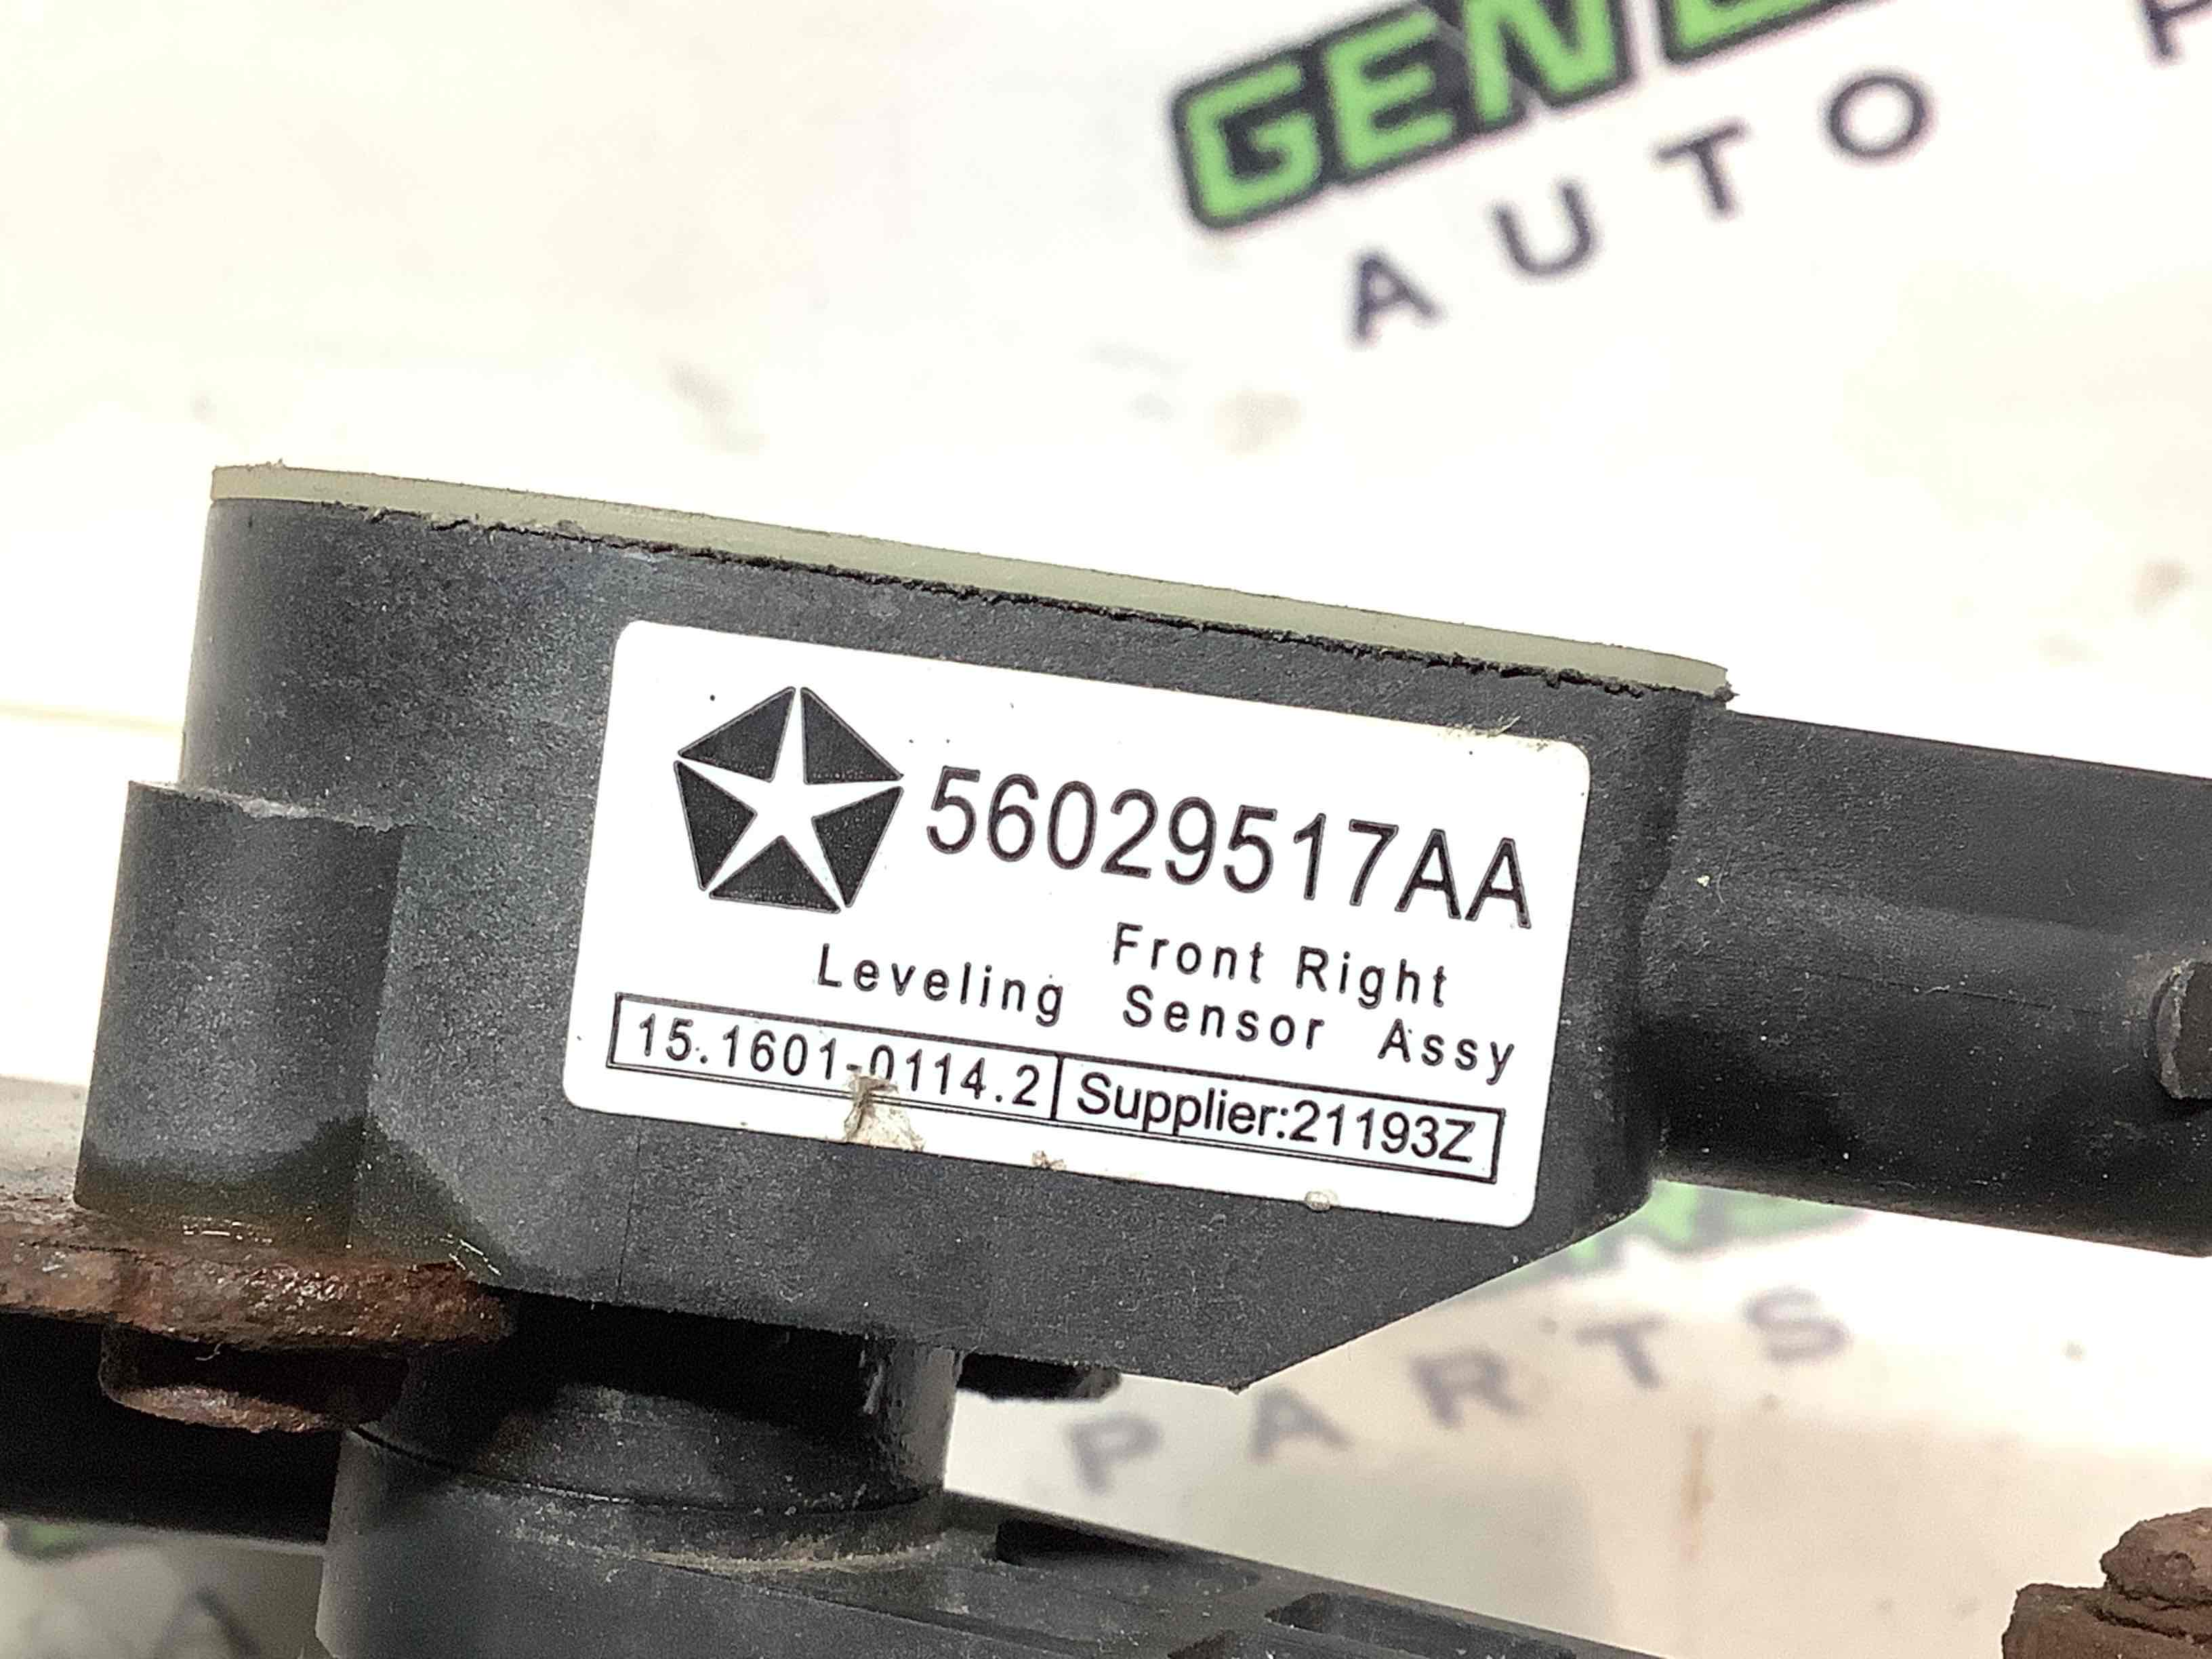 GEN
AUTO P
56029517AA
Front Right
Leveling Sensor Assy
15.1601-0114.2 Supplier:21193Z
PARTS